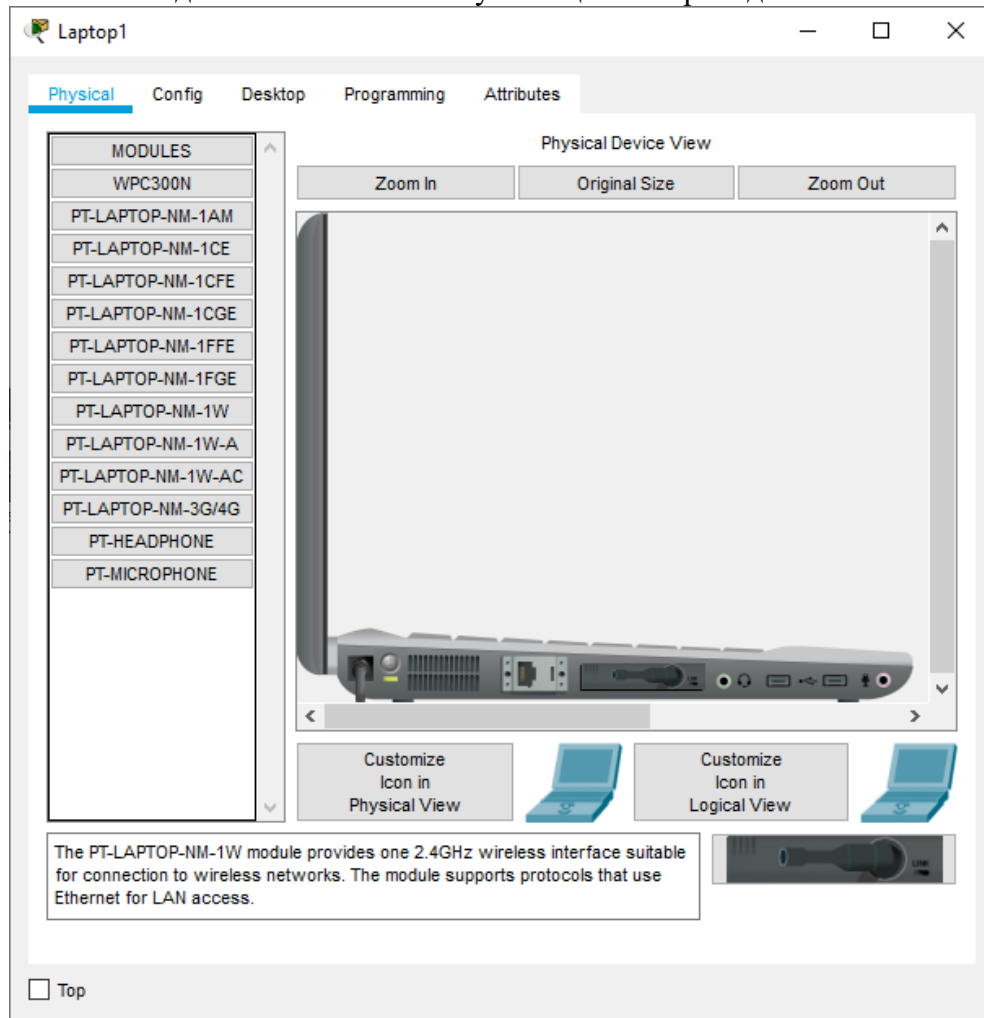 Laptop1
Physical Config Desktop Programming Attributes
MODULES
WPC300N
PT-LAPTOP-NM-1AM
PT-LAPTOP-NM-1CE
PT-LAPTOP-NM-1CFE
PT-LAPTOP-NM-1CGE
PT-LAPTOP-NM-1FFE
PT-LAPTOP-NM-1FGE
PT-LAPTOP-NM-1W
PT-LAPTOP-NM-1W-A
PT-LAPTOP-NM-1W-AC
PT-LAPTOP-NM-3G/4G
PT-HEADPHONE
PT-MICROPHONE
Physical Device View
Zoom In Original Size Zoom Out
Customize
Icon in
Physical View
Customize
Icon in
Logical View
The PT-LAPTOP-NM-1W module provides one 2.4GHz wireless interface suitable
for connection to wireless networks. The module supports protocols that use
Ethernet for LAN access.
LINK
Top